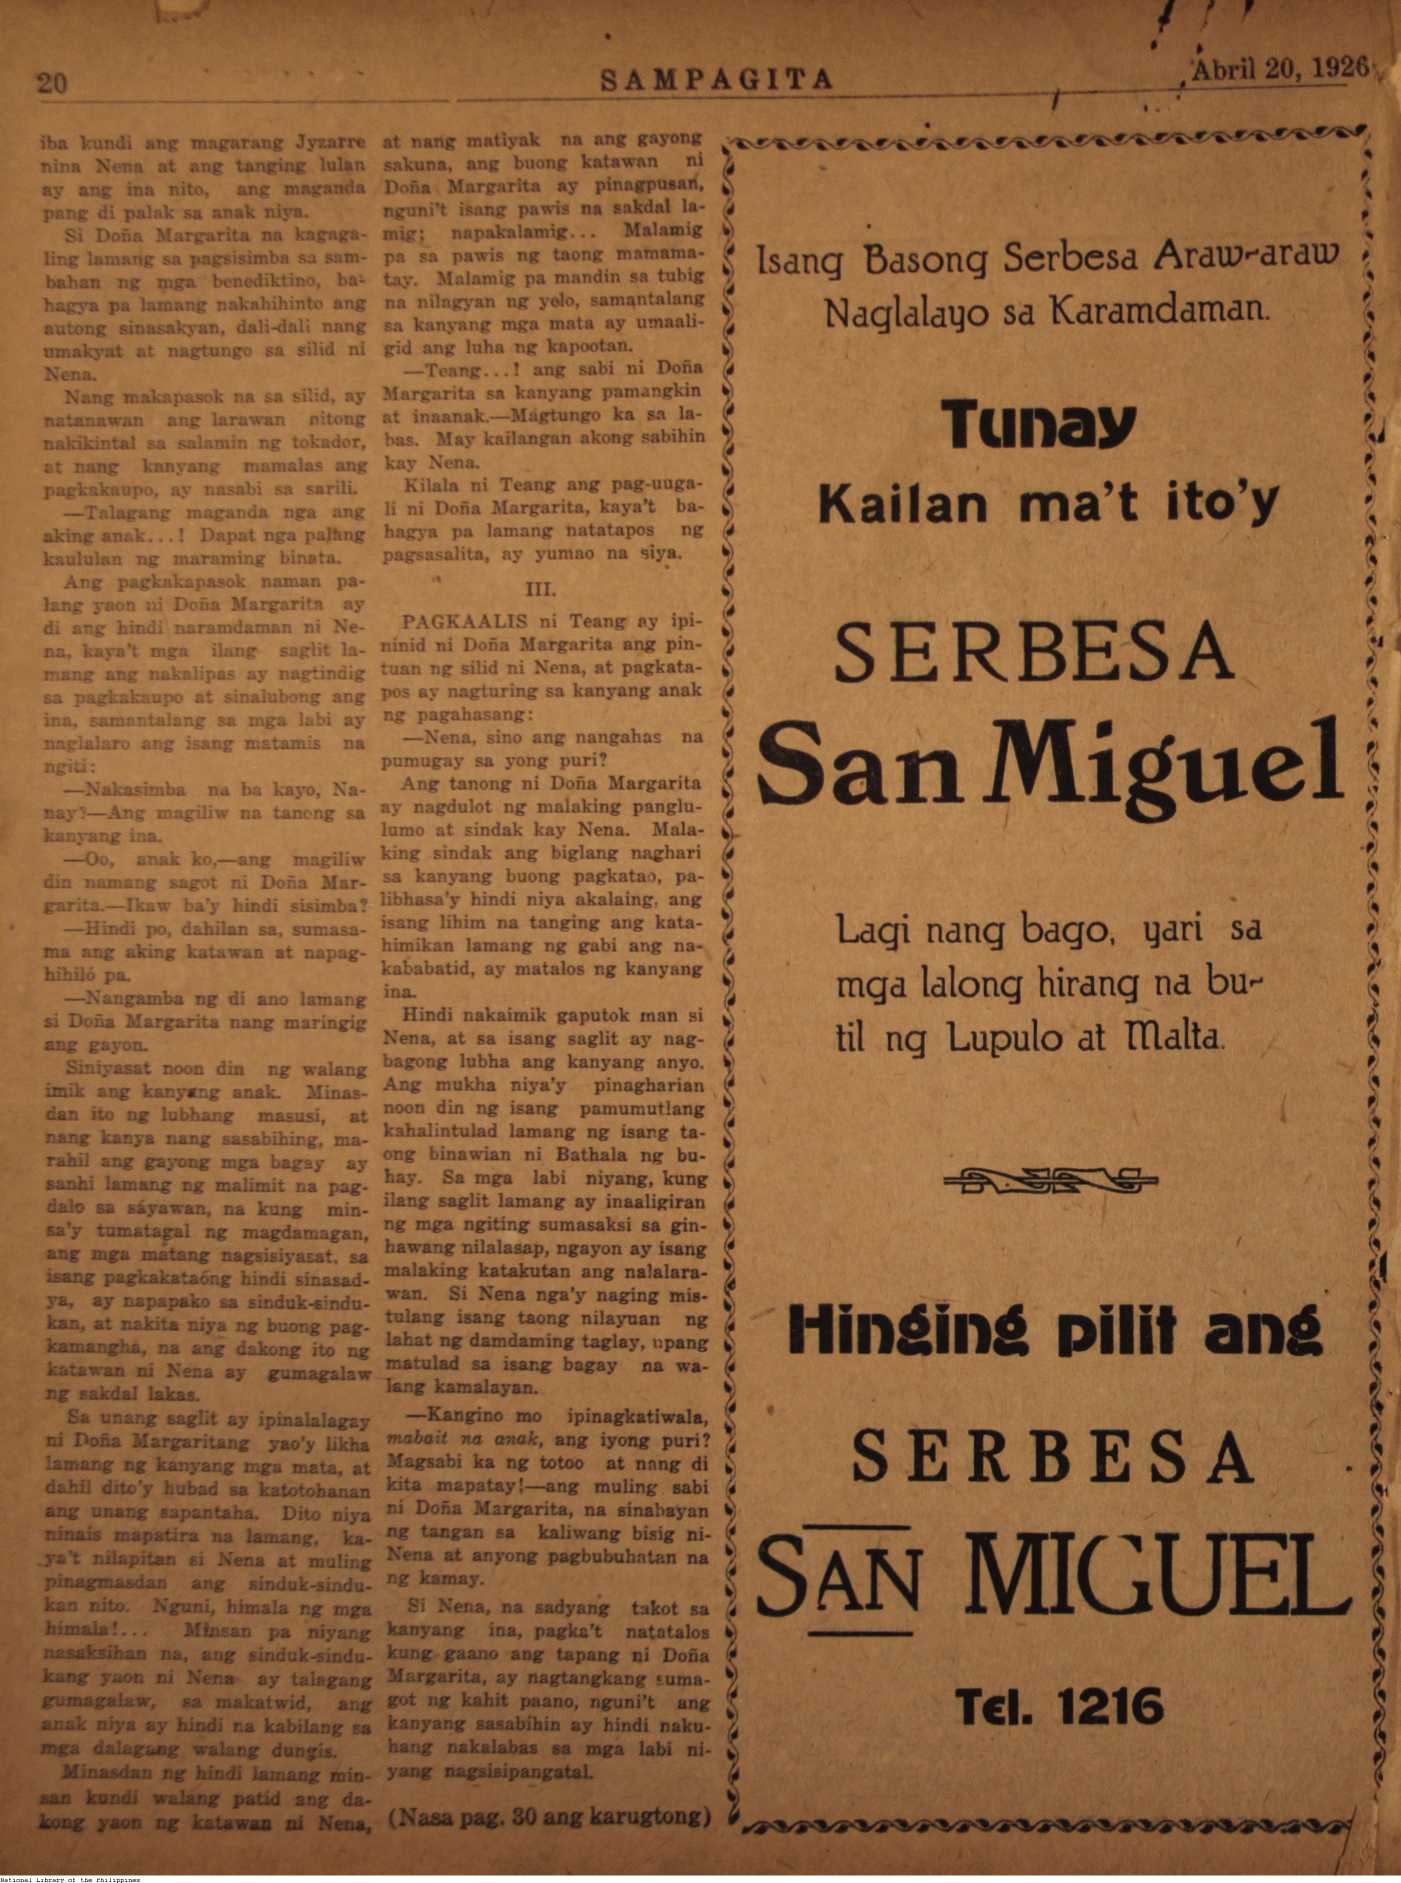 20
SAMPAGITA
Abril 20, 1926
iba kundi ang magarang Jyzarre
nina Nena at ang tanging lulan
ay ang ina nito, ang maganda
pang di palak sa anak niya.
Si Doña Margarita na kagaga-
ling lamang sa pagsisimba sa sam-
bahan ng mga benediktino, ba-
hagya pa lamang nakahihinto ang
autong sinasakyan, dali-dali nang
umakyat at nagtungo sa silid ni
Nena.
Nang makapasok na sa silid, ay
natanawan ang larawan nitong
nakikintal sa salamin ng tokador,
at nang kanyang mamalas ang
pagkakaupo, ay nasabi sa sarili.
—Talagang maganda nga ang
aking anak...! Dapat nga palang
kaululan ng maraming binata.
Ang pagkakapasok naman pa-
lang yaon ni Doña Margarita ay
di ang hindi naramdaman ni Ne-
na, kaya't mga ilang saglit la-
mang ang nakalipas ay nagtindig
sa pagkakaupo at sinalubong ang
ina, samantalang sa mga labi ay
naglalaro ang isang matamis na
ngiti:
—Nakasimba na ba kayo, Na-
nay?—Ang magiliw na tanong sa
kanyang ina.
—Oo, anak ko,—ang magiliw
din namang sagot ni Doña Mar-
garita.—Ikaw ba'y hindi sisimba?
—Hindi po, dahilan sa, sumasa-
ma ang aking katawan at napag-
hihiló pa.
—Nangamba ng di ano lamang
si Doña Margarita nang maringig
ang gayon.
Siniyasat noon din ng walang
imik ang kanyang anak. Minas-
dan ito ng lubhang masusi, at
nang kanya nang sasabihing, ma-
rahil ang gayong mga bagay ay
sanhi lamang ng malimit na pag-
dalo sa sáyawan, na kung min-
sa'y tumatagal ng magdamagan,
ang mga matang nagsisiyasat, sa
isang pagkakataóng hindi sinasad-
ya, ay napapako sa sinduk-sindu-
kan, at nakita niya ng buong pag-
kamangha, na ang dakong ito ng
katawan ni Nena ay gumagalaw
ng sakdal lakas.
Sa unang saglit ay ipinalalagay
ni Doña Margaritang yao'y likha
lamang ng kanyang mga mata, at
dahil dito'y hubad sa katotohanan
ang unang sapantaha. Dito niya
ninais mapatira na lamang, ka-
ya't nilapitan si Nena at muling
pinagmasdan ang sinduk-sindu-
kan nito. Nguni, himala ng mga
himala!... Minsan pa niyang
nasaksihan na, ang sinduk-sindu-
kang yaon ni Nena ay talagang
gumagalaw, sa makatwid, ang
anak niya ay hindi na kabilang sa
mga dalagang walang dungis.
Minasdan ng hindi lamang min-
san kundi walang patid ang da-
kong yaon ng katawan ni Nena,
at nang matiyak na ang gayong
sakuna, ang buong katawan ni
Doña Margarita ay pinagpusan,
nguni't isang pawis na sakdal la-
mig; napakalamig... Malamig
pa sa pawis ng taong mamama-
tay. Malamig pa mandin sa tubig
na nilagyan ng yelo, samantalang
sa kanyang mga mata ay umaali-
gid ang luha ng kapootan.
—Teang...! ang sabi ni Doña
Margarita sa kanyang pamangkin
at inaanak.—Magtungo ka sa la-
bas. May kailangan akong sabihin
kay Nena.
Kilala ni Teang ang pag-uuga-
li ni Doña Margarita, kaya't ba-
hagya pa lamang natatapos ng
pagsasalita, ay yumao na siya.
III.
PAGKAALIS ni Teang ay ipi-
ninid ni Doña Margarita ang pin-
tuan ng silid ni Nena, at pagkata-
pos ay nagturing sa kanyang anak
ng pagahasang:
—Nena, sino ang nangahas na
pumugay sa yong puri?
Ang tanong ni Doña Margarita
ay nagdulot ng malaking panglu-
lumo at sindak kay Nena. Mala-
king sindak ang biglang naghari
sa kanyang buong pagkatao, pa-
libhasa'y hindi niya akalaing, ang
isang lihim na tanging ang kata-
himikan lamang ng gabi ang na-
kababatid, ay matalos ng kanyang
ina.
Hindi nakaimik gaputok man si
Nena, at sa isang saglit ay nag-
bagong lubha ang kanyang anyo.
Ang mukha niya'y pinagharian
noon din ng isang pamumutlang
kahalintulad lamang ng isang ta-
ong binawian ni Bathala ng bu-
hay. Sa mga labi niyang, kung
ilang saglit lamang ay inaaligiran
ng mga ngiting sumasaksi sa gin-
hawang nilalasap, ngayon ay isang
malaking katakutan ang nalalara-
wan. Si Nena nga'y naging mis-
tulang isang taong nilayuan ng
lahat ng damdaming taglay, upang
matulad sa isang bagay na wa-
lang kamalayan.
—Kangino mo ipinagkatiwala,
mabait na anak, ang iyong puri?
Magsabi ka ng totoo at nang di
kita mapatay!—ang muling sabi
ni Doña Margarita, na sinabayan
ng tangan sa kaliwang bisig ni-
Nena at anyong pagbubuhatan na
ng kamay.
Si Nena, na sadyang takot sa
kanyang ina, pagka't natatalos
kung gaano ang tapang ni Doña
Margarita, ay nagtangkang suma-
got ng kahit paano, nguni't ang
kanyang sasabihin ay hindi naku-
hang nakalabas sa mga labi ni-
yang nagsisipangatal.
(Nasa pag. 30 ang karugtong)
Isang Basong Serbesa Araw-araw
Naglalayo sa Karamdaman.
Tunay
Kailan ma't ito'y
SERBESA
San Miguel
Lagi nang bago, yari sa
mga lalong hirang na bu-
til ng Lupulo at Malta.
Hinging pilit ang
SERBESA
SAN MIGUEL
Tel. 1216
National Library of the Philippines